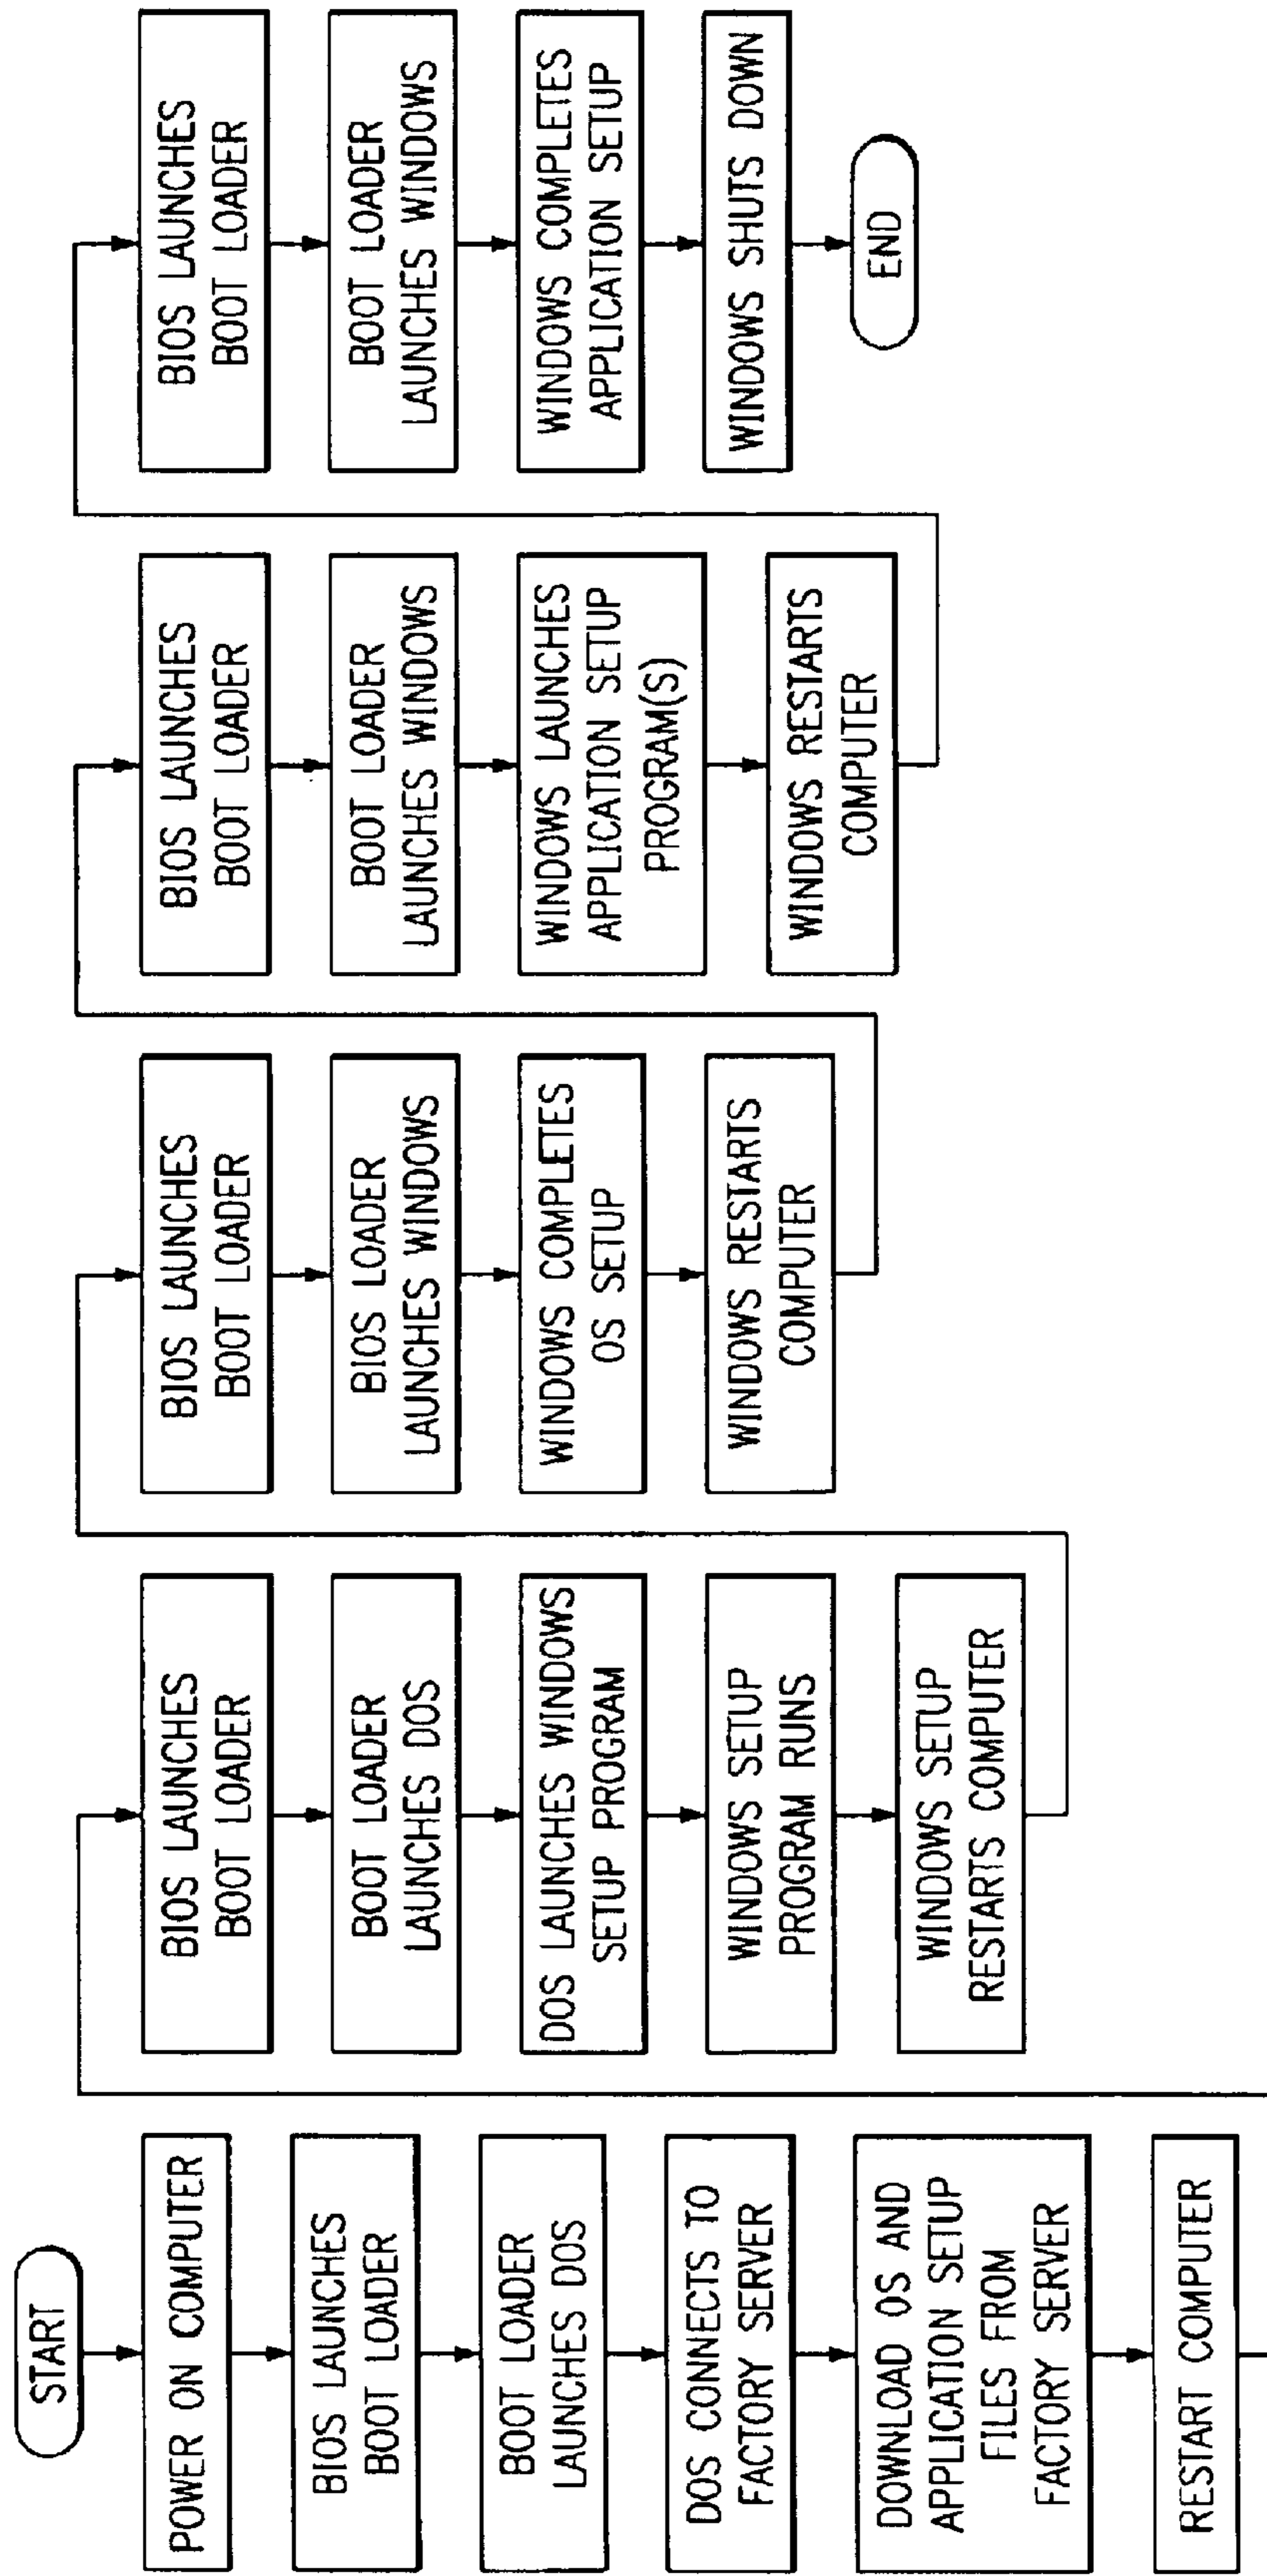 START
POWER ON COMPUTER
BIOS LAUNCHES
BOOT LOADER
BOOT LOADER
LAUNCHES DOS
DOS CONNECTS TO
FACTORY SERVER
DOWNLOAD OS AND
APPLICATION SETUP
FILES FROM
FACTORY SERVER
RESTART COMPUTER
BIOS LAUNCHES
BOOT LOADER
BOOT LOADER
LAUNCHES DOS
DOS LAUNCHES WINDOWS
SETUP PROGRAM
WINDOWS SETUP
PROGRAM RUNS
WINDOWS SETUP
RESTARTS COMPUTER
BIOS LAUNCHES
BOOT LOADER
BIOS LOADER
LAUNCHES WINDOWS
WINDOWS COMPLETES
OS SETUP
WINDOWS RESTARTS
COMPUTER
BIOS LAUNCHES
BOOT LOADER
BOOT LOADER
LAUNCHES WINDOWS
WINDOWS LAUNCHES
APPLICATION SETUP
PROGRAM(S)
WINDOWS RESTARTS
COMPUTER
BIOS LAUNCHES
BOOT LOADER
BOOT LOADER
LAUNCHES WINDOWS
WINDOWS COMPLETES
APPLICATION SETUP
WINDOWS SHUTS DOWN
END